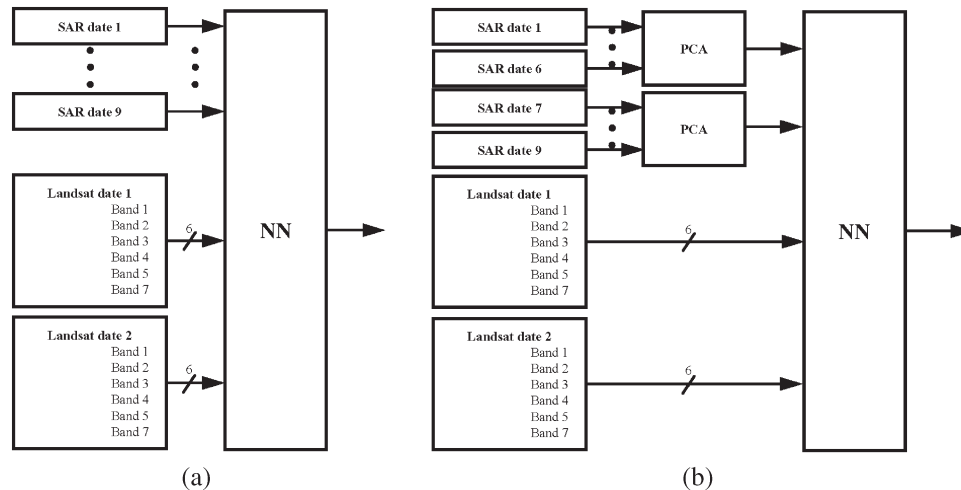 SAR date 1
SAR date 9
Landsat date 1
Band 1
Band 2
Band 3
Band 4
Band 5
Band 7
6
Landsat date 2
Band 1
Band 2
Band 3
Band 4
Band 5
Band 7
6
NN
(a)
SAR date 1
SAR date 6
PCA
SAR date 7
SAR date 9
PCA
Landsat date 1
Band 1
Band 2
Band 3
Band 4
Band 5
Band 7
6
Landsat date 2
Band 1
Band 2
Band 3
Band 4
Band 5
Band 7
6
NN
(b)